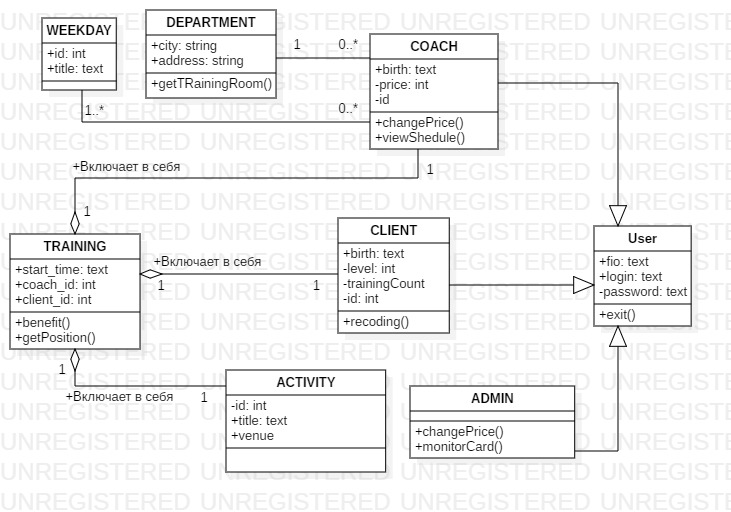 WEEKDAY
+id: int
+title: text
DEPARTMENT
+city: string
+address: string
+getTRainingRoom()
1
0..*
COACH
+birth: text
-price: int
-id
+changePrice()
+viewShedule()
1..*
0..*
1
+Включает в себя
1
TRAINING
+start_time: text
+coach_id: int
+client_id: int
+benefit()
+getPosition()
+Включает в себя
1
1
CLIENT
+birth: text
-level: int
-trainingCount
-id: int
+recoding()
User
+fio: text
+login: text
-password: text
+exit()
1
+Включает в себя
1
ACTIVITY
-id: int
+title: text
+venue
ADMIN
+changePrice()
+monitorCard()
UNREGISTERED UNREGISTERED UNREGISTERED UNREGISTERED